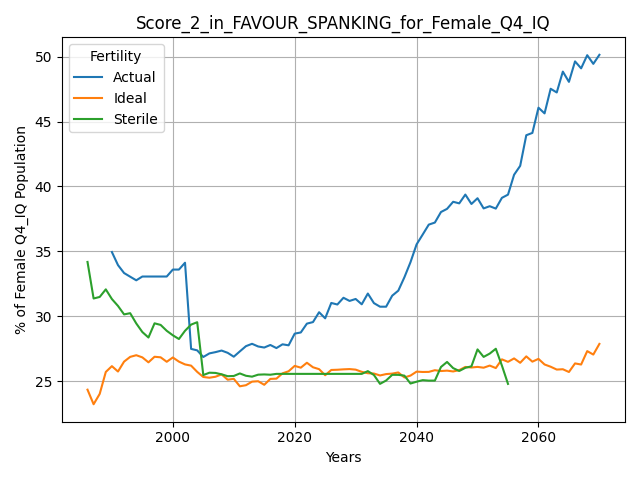 Score_2_in_FAVOUR_SPANKING_for_Female_Q4_IQ
Fertility
Actual
Ideal
Sterile
% of Female Q4_IQ Population
50
45
40
35
30
25
2000
2020
2040
2060
Years